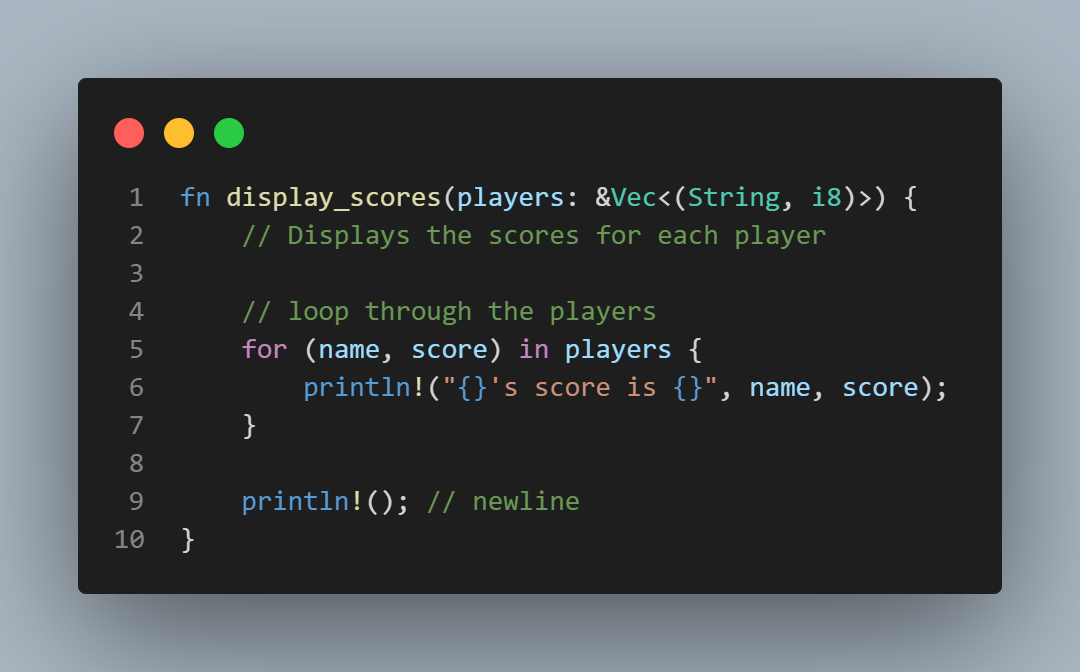 1 fn display_scores(players: &Vec<(String, i8)>) {
2     // Displays the scores for each player
3
4     // loop through the players
5     for (name, score) in players {
6         println!("{}'s score is {}", name, score);
7     }
8
9     println!(); // newline
10 }